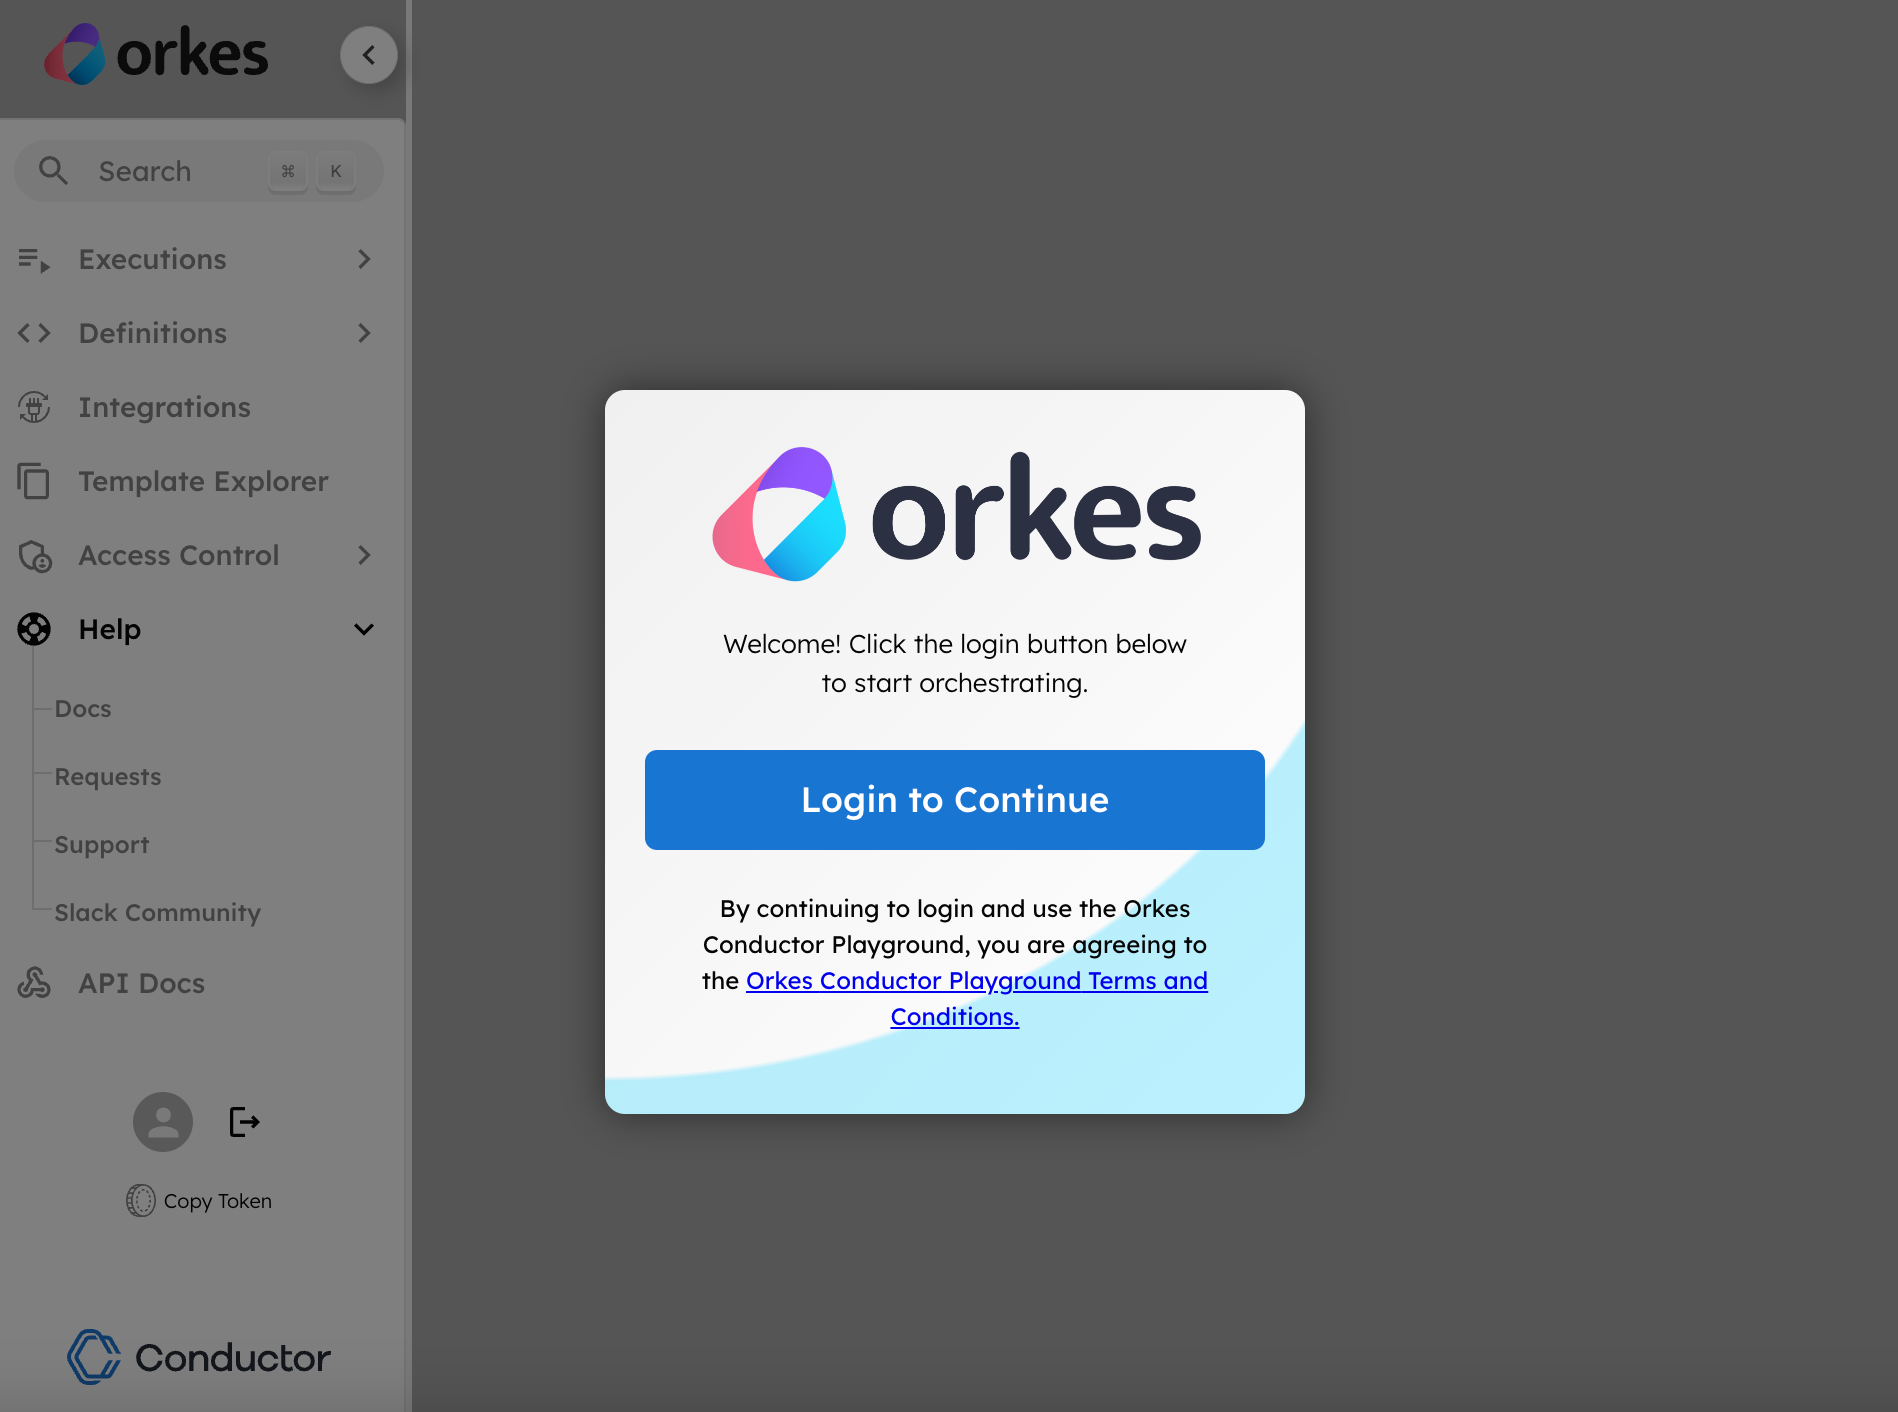 orkes
Search ⌘ K
Executions
Definitions
Integrations
Template Explorer
Access Control
Help
Docs
Requests
Support
Slack Community
API Docs
Copy Token
Conductor
orkes
Welcome! Click the login button below
to start orchestrating.
Login to Continue
By continuing to login and use the Orkes
Conductor Playground, you are agreeing to
the Orkes Conductor Playground Terms and
Conditions.